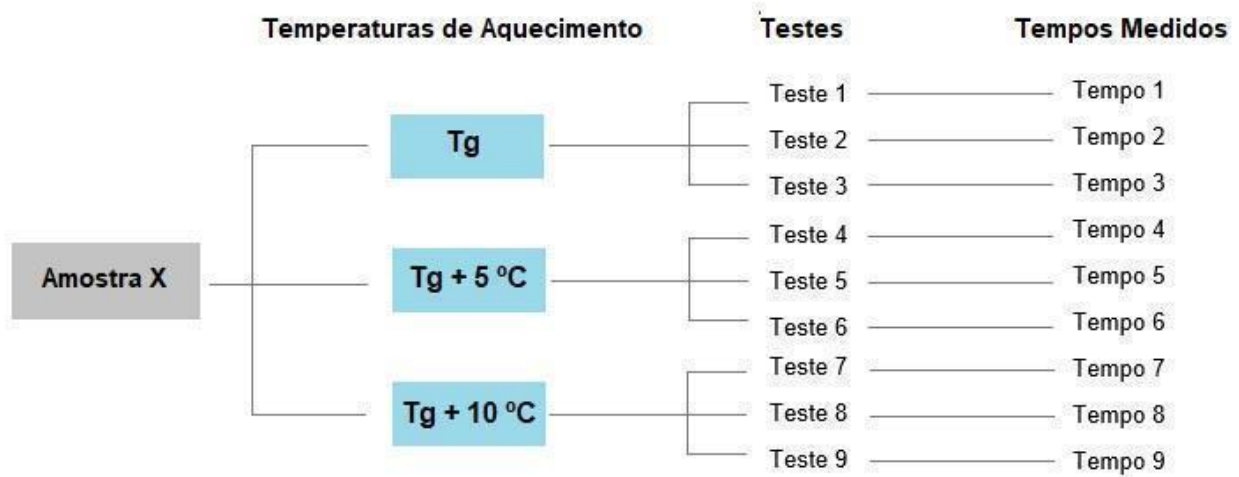 Temperaturas de Aquecimento Testes Tempos Medidos
Teste 1 Tempo 1
Tg Teste 2 Tempo 2
Teste 3 Tempo 3
Teste 4 Tempo 4
Amostra X Tg + 5 ºC Teste 5 Tempo 5
Teste 6 Tempo 6
Teste 7 Tempo 7
Tg + 10 ºC Teste 8 Tempo 8
Teste 9 Tempo 9